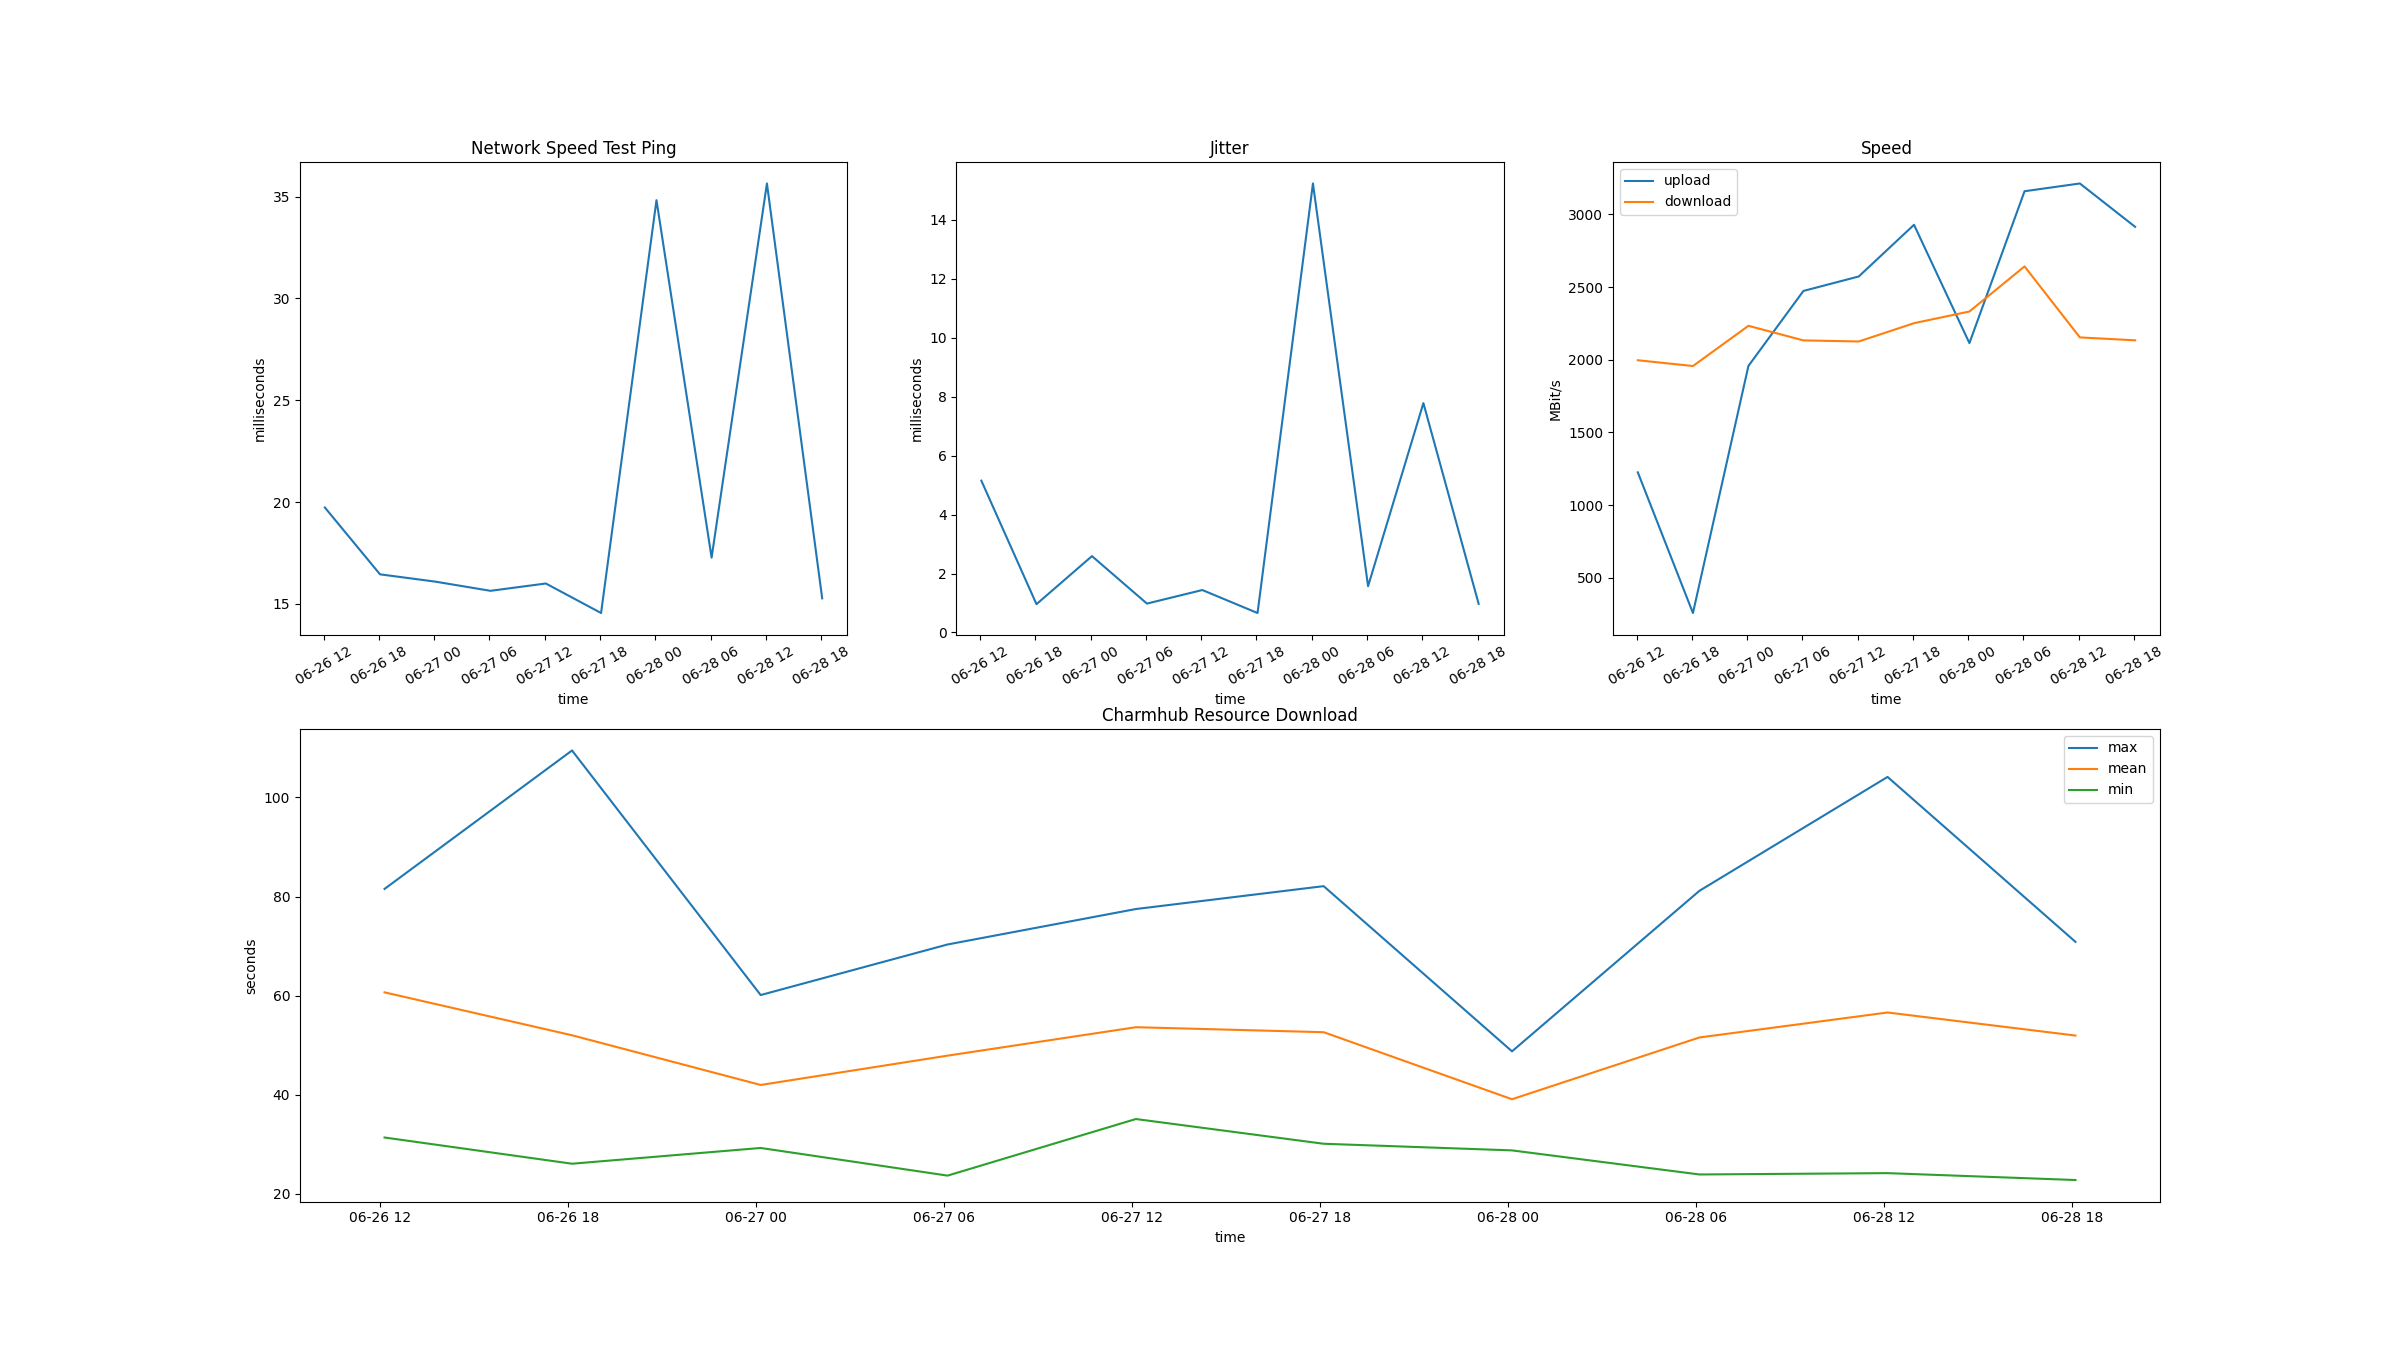 Network Speed Test Ping
35
30
25
20
15
milliseconds
06-26 12 06-26 18 06-27 00 06-27 06 06-27 12 06-27 18 06-28 00 06-28 06 06-28 12 06-28 18
time
Jitter
14
12
10
8
6
4
2
0
milliseconds
06-26 12 06-26 18 06-27 00 06-27 06 06-27 12 06-27 18 06-28 00 06-28 06 06-28 12 06-28 18
time
Speed
upload
download
3000
2500
2000
1500
1000
500
MBit/s
06-26 12 06-26 18 06-27 00 06-27 06 06-27 12 06-27 18 06-28 00 06-28 06 06-28 12 06-28 18
time
Charmhub Resource Download
max
mean
min
100
80
60
40
20
seconds
06-26 12 06-26 18 06-27 00 06-27 06 06-27 12 06-27 18 06-28 00 06-28 06 06-28 12 06-28 18
time